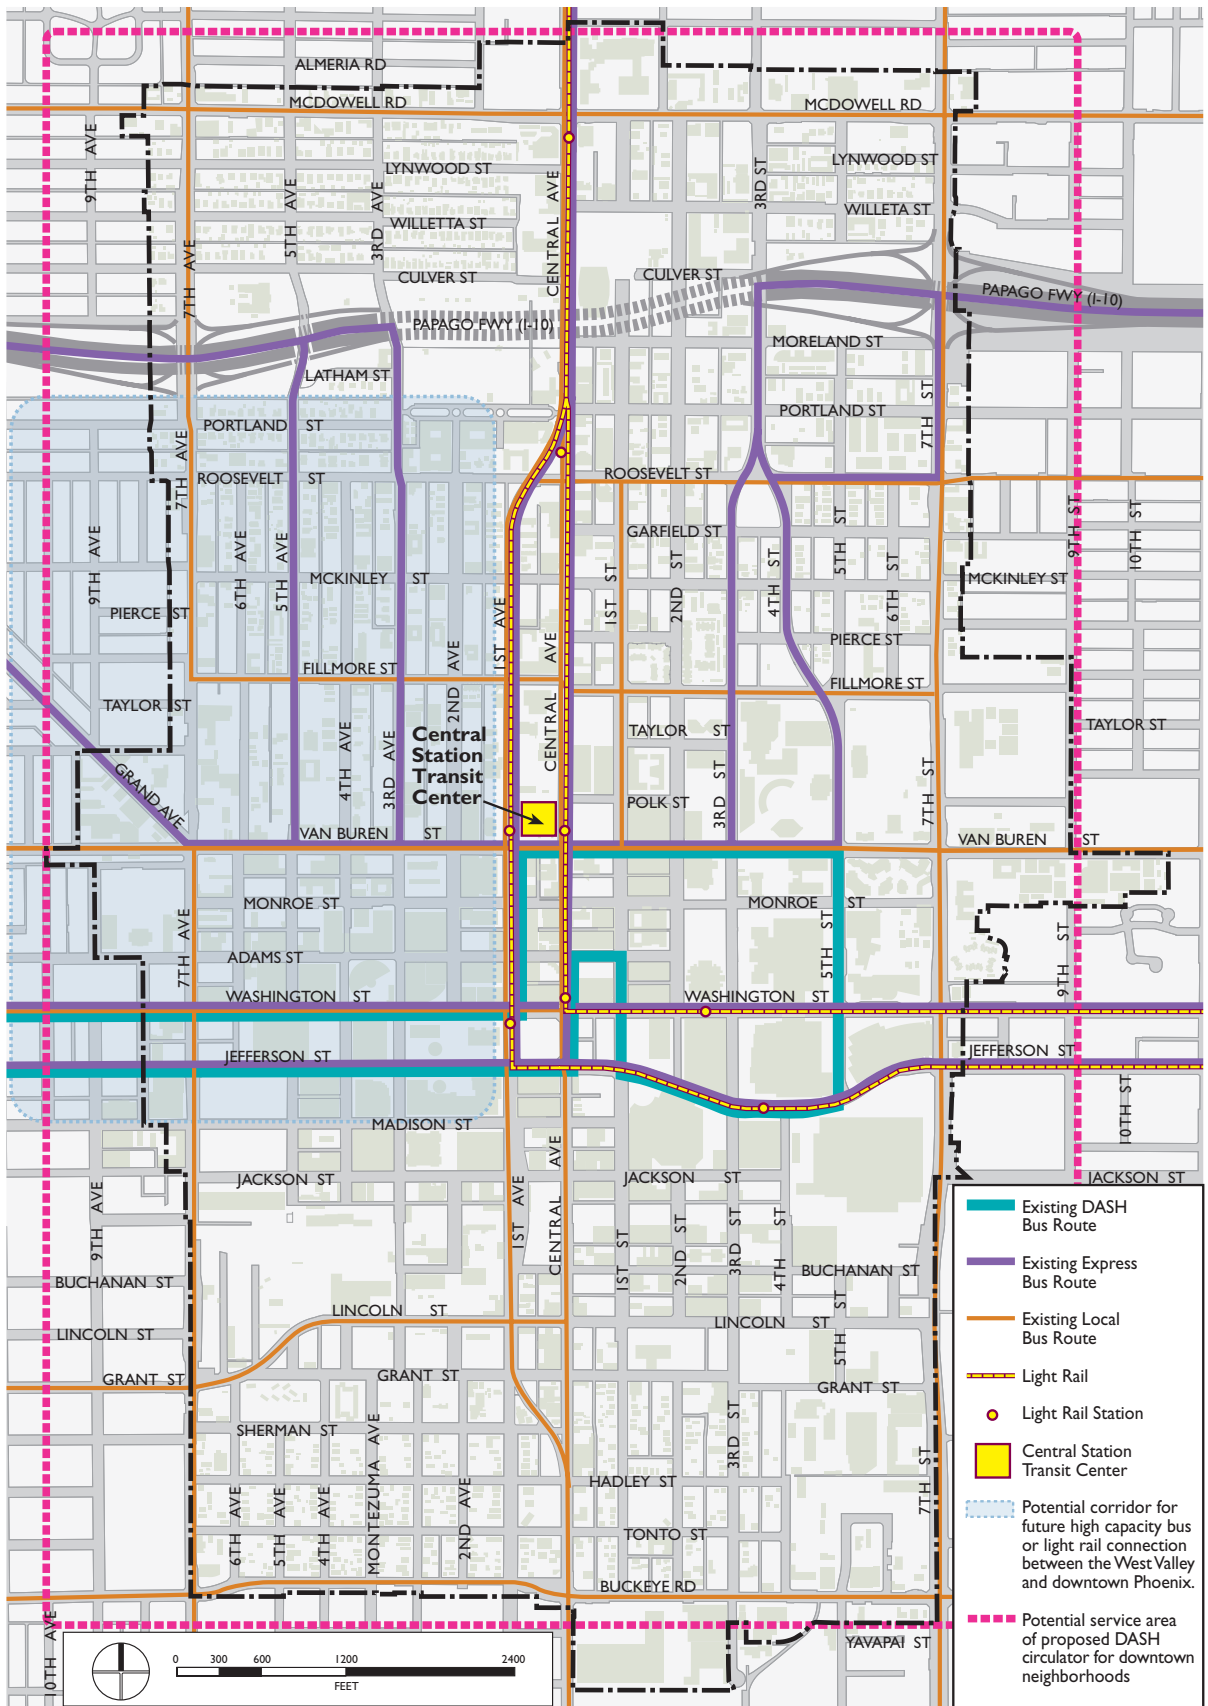 ALMERIA RD
MCDOWELL RD
MCDOWELL RD
9TH AVE
LYNWOOD ST
LYNWOOD ST
5TH AVE
3RD AVE
CENTRAL AVE
3RD ST
WILLETTA ST
WILLETA ST
7TH AVE
CULVER ST
CULVER ST
PAPAGO FWY (I-10)
PAPAGO FWY (I-10)
MORELAND ST
LATHAM ST
PORTLAND ST
PORTLAND ST
7TH ST
7TH AVE
ROOSEVELT ST
ROOSEVELT ST
9TH AVE
6TH AVE
5TH AVE
GARFIELD ST
5TH ST
9TH ST
10TH ST
MCKINLEY ST
MCKINLEY ST
1ST AVE
1ST ST
2ND ST
4TH ST
6TH ST
PIERCE ST
PIERCE ST
CENTRAL AVE
2ND AVE
FILLMORE ST
FILLMORE ST
TAYLOR ST
TAYLOR ST
TAYLOR ST
4TH AVE
3RD AVE
Central
Station
Transit
Center
3RD ST
7TH ST
GRAND AVE
POLK ST
VAN BUREN ST
VAN BUREN ST
MONROE ST
MONROE ST
7TH AVE
5TH ST
9TH ST
ADAMS ST
WASHINGTON ST
WASHINGTON ST
JEFFERSON ST
JEFFERSON ST
10TH ST
MADISON ST
JACKSON ST
JACKSON ST
JACKSON ST
9TH AVE
1ST AVE
CENTRAL AVE
1ST ST
2ND ST
3RD ST
4TH ST
BUCHANAN ST
BUCHANAN ST
5TH ST
LINCOLN ST
LINCOLN ST
LINCOLN ST
GRANT ST
GRANT ST
GRANT ST
SHERMAN ST
MONTEZUMA AVE
3RD ST
HADLEY ST
7TH ST
6TH AVE
5TH AVE
4TH AVE
2ND AVE
TONTO ST
BUCKEYE RD
10TH AVE
YAVAPAI ST
0 300 600 1200 2400
FEET
Existing DASH
Bus Route
Existing Express
Bus Route
Existing Local
Bus Route
Light Rail
Light Rail Station
Central Station
Transit Center
Potential corridor for
future high capacity bus
or light rail connection
between the West Valley
and downtown Phoenix.
Potential service area
of proposed DASH
circulator for downtown
neighborhoods